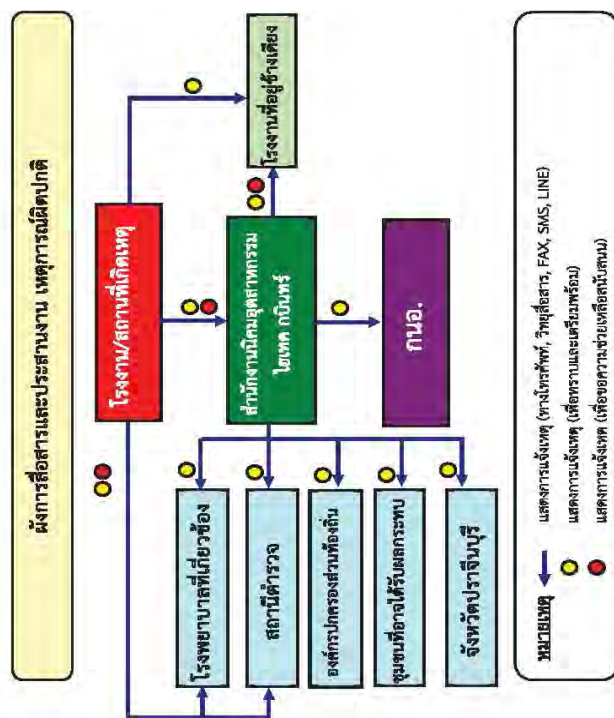 ผังการสื่อสารและประสานงาน เหตุการณ์ผิดปกติ
โรงงาน/สถานที่เกิดเหตุ
สำนักงานนิคมอุตสาหกรรม
ไฮเทค กบินทร์
โรงงานที่อยู่ข้างเคียง
กนอ.
โรงพยาบาลที่เกี่ยวข้อง
สถานีตำรวจ
องค์กรปกครองส่วนท้องถิ่น
ชุมชนที่อาจได้รับผลกระทบ
จังหวัดปราจีนบุรี
หมายเหตุ
แสดงการแจ้งเหตุ (ทางโทรศัพท์, วิทยุสื่อสาร, FAX, SMS, LINE)
แสดงการแจ้งเหตุ (เพื่อทราบและเตรียมพร้อม)
แสดงการแจ้งเหตุ (เพื่อขอความช่วยเหลือสนับสนุน)